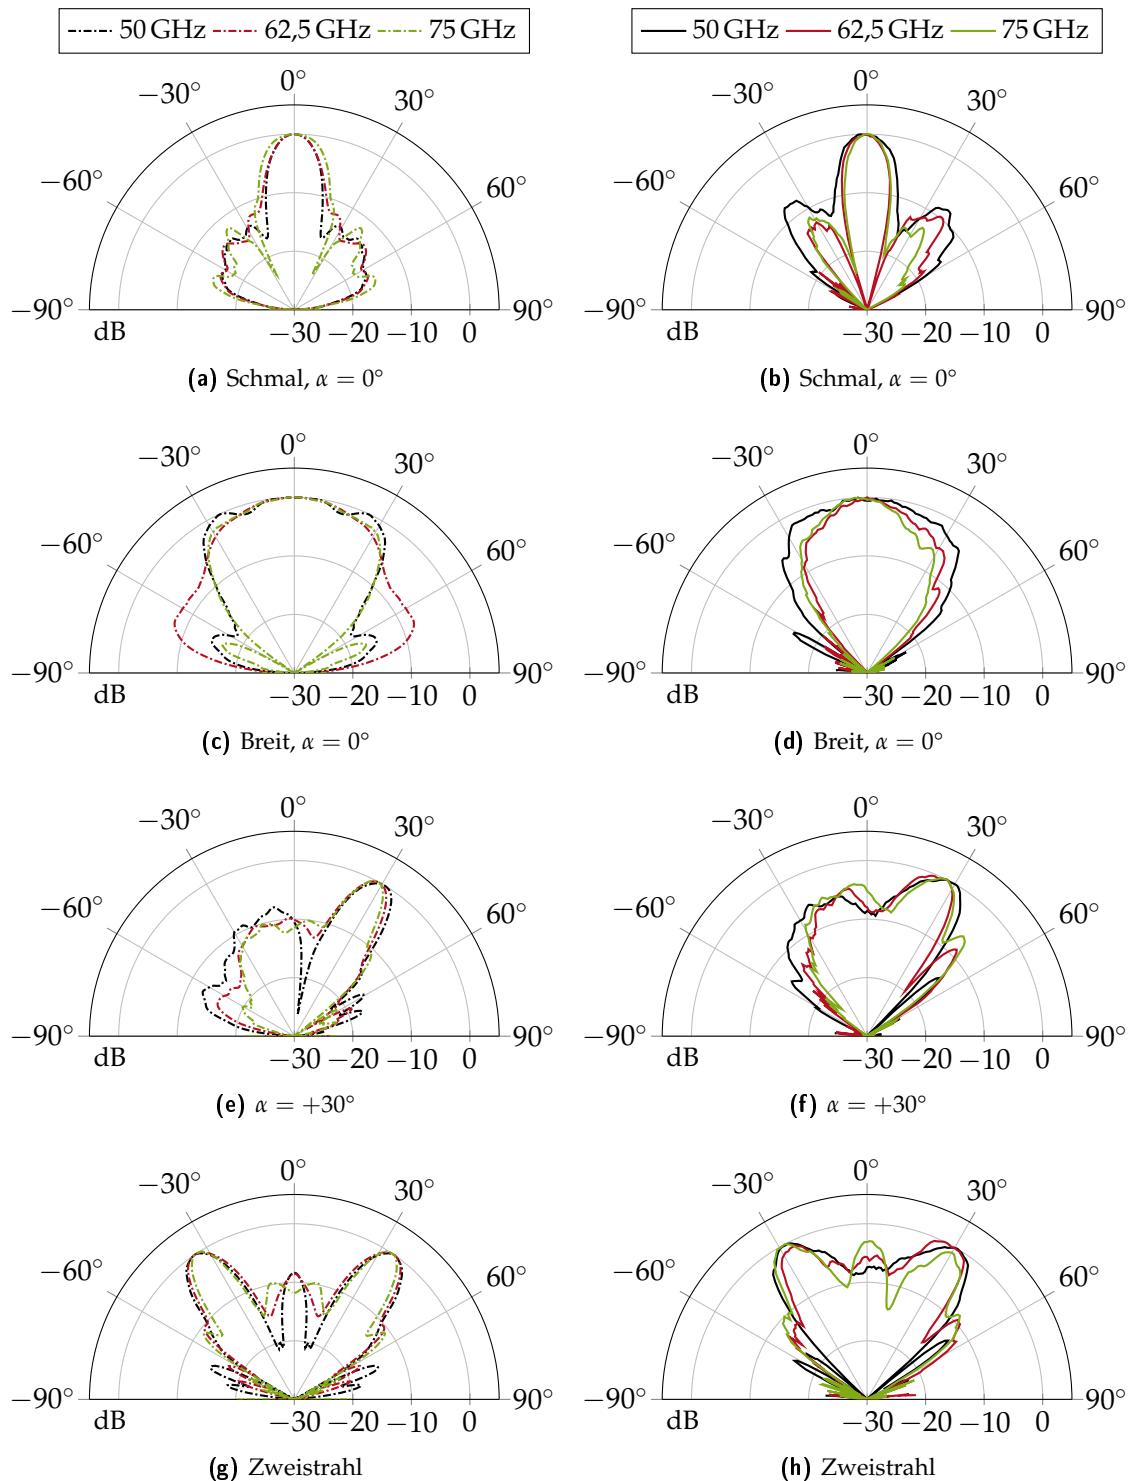 50 GHz 62,5 GHz 75 GHz
50 GHz 62,5 GHz 75 GHz
0°
−30° 30°
−60° 60°
−90° 90°
dB −30 −20 −10 0
(a) Schmal, α = 0°
0°
−30° 30°
−60° 60°
−90° 90°
dB −30 −20 −10 0
(b) Schmal, α = 0°
0°
−30° 30°
−60° 60°
−90° 90°
dB −30 −20 −10 0
(c) Breit, α = 0°
0°
−30° 30°
−60° 60°
−90° 90°
dB −30 −20 −10 0
(d) Breit, α = 0°
0°
−30° 30°
−60° 60°
−90° 90°
dB −30 −20 −10 0
(e) α = +30°
0°
−30° 30°
−60° 60°
−90° 90°
dB −30 −20 −10 0
(f) α = +30°
0°
−30° 30°
−60° 60°
−90° 90°
dB −30 −20 −10 0
(g) Zweistrahl
0°
−30° 30°
−60° 60°
−90° 90°
dB −30 −20 −10 0
(h) Zweistrahl